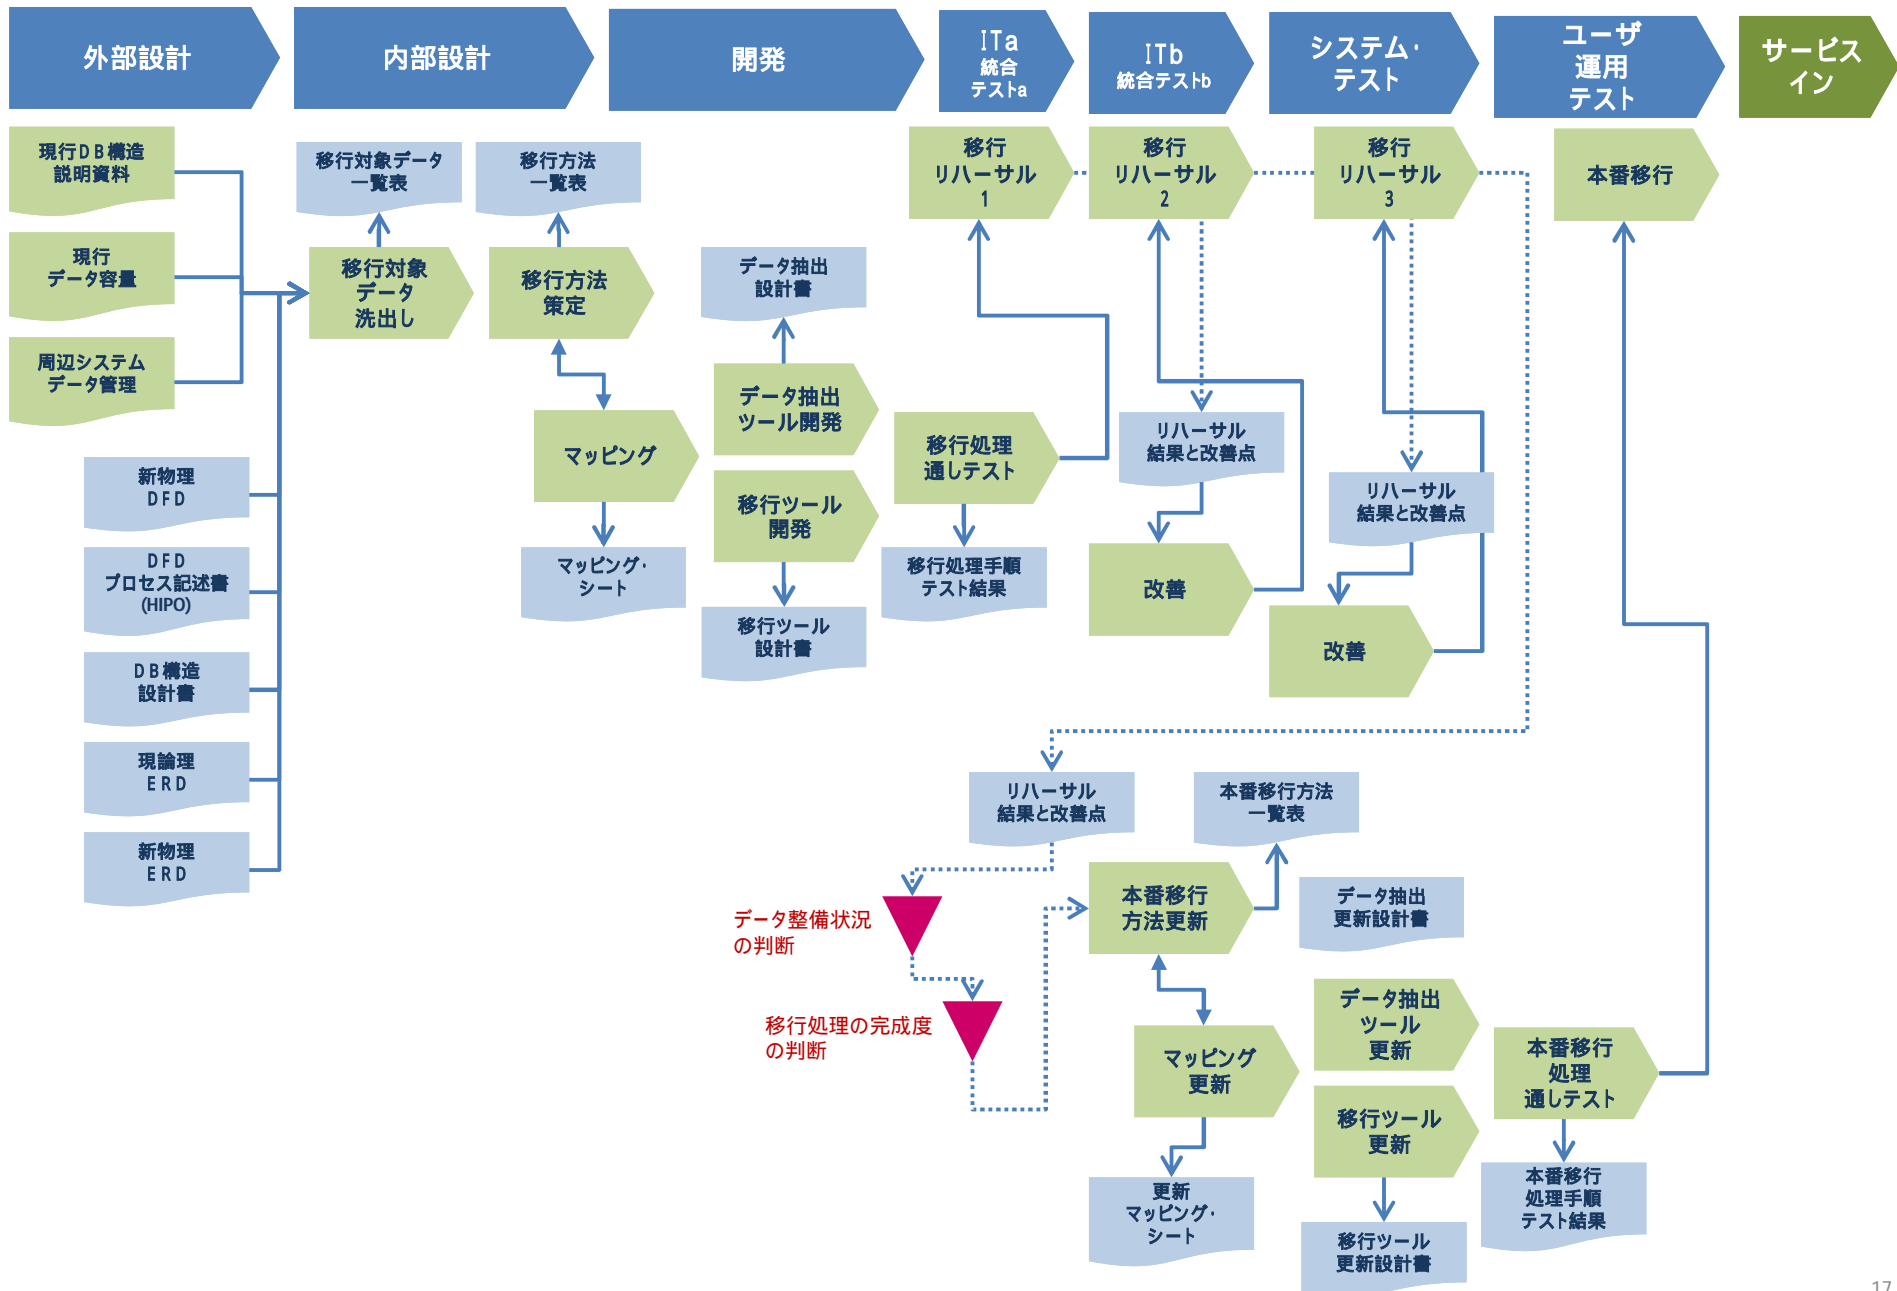 外部設計
内部設計
開発
ITa
統合
テストa
ITb
統合テストb
システム・
テスト
ユーザ
運用
テスト
サービス
イン
現行DB構造
説明資料
現行
データ容量
周辺システム
データ管理
新物理
DFD
DFD
プロセス記述書
(HIPO)
DB構造
設計書
現論理
ERD
新物理
ERD
移行対象データ
一覧表
移行方法
一覧表
移行対象
データ
洗出し
移行方法
策定
マッピング
マッピング・
シート
データ抽出
設計書
データ抽出
ツール開発
移行ツール
開発
移行ツール
設計書
移行処理
通しテスト
移行処理手順
テスト結果
移行
リハーサル
1
移行
リハーサル
2
移行
リハーサル
3
本番移行
リハーサル
結果と改善点
改善
リハーサル
結果と改善点
改善
リハーサル
結果と改善点
データ整備状況
の判断
移行処理の完成度
の判断
本番移行方法
一覧表
本番移行
方法更新
マッピング
更新
更新
マッピング・
シート
データ抽出
更新設計書
データ抽出
ツール
更新
移行ツール
更新
移行ツール
更新設計書
本番移行
処理
通しテスト
本番移行
処理手順
テスト結果
17